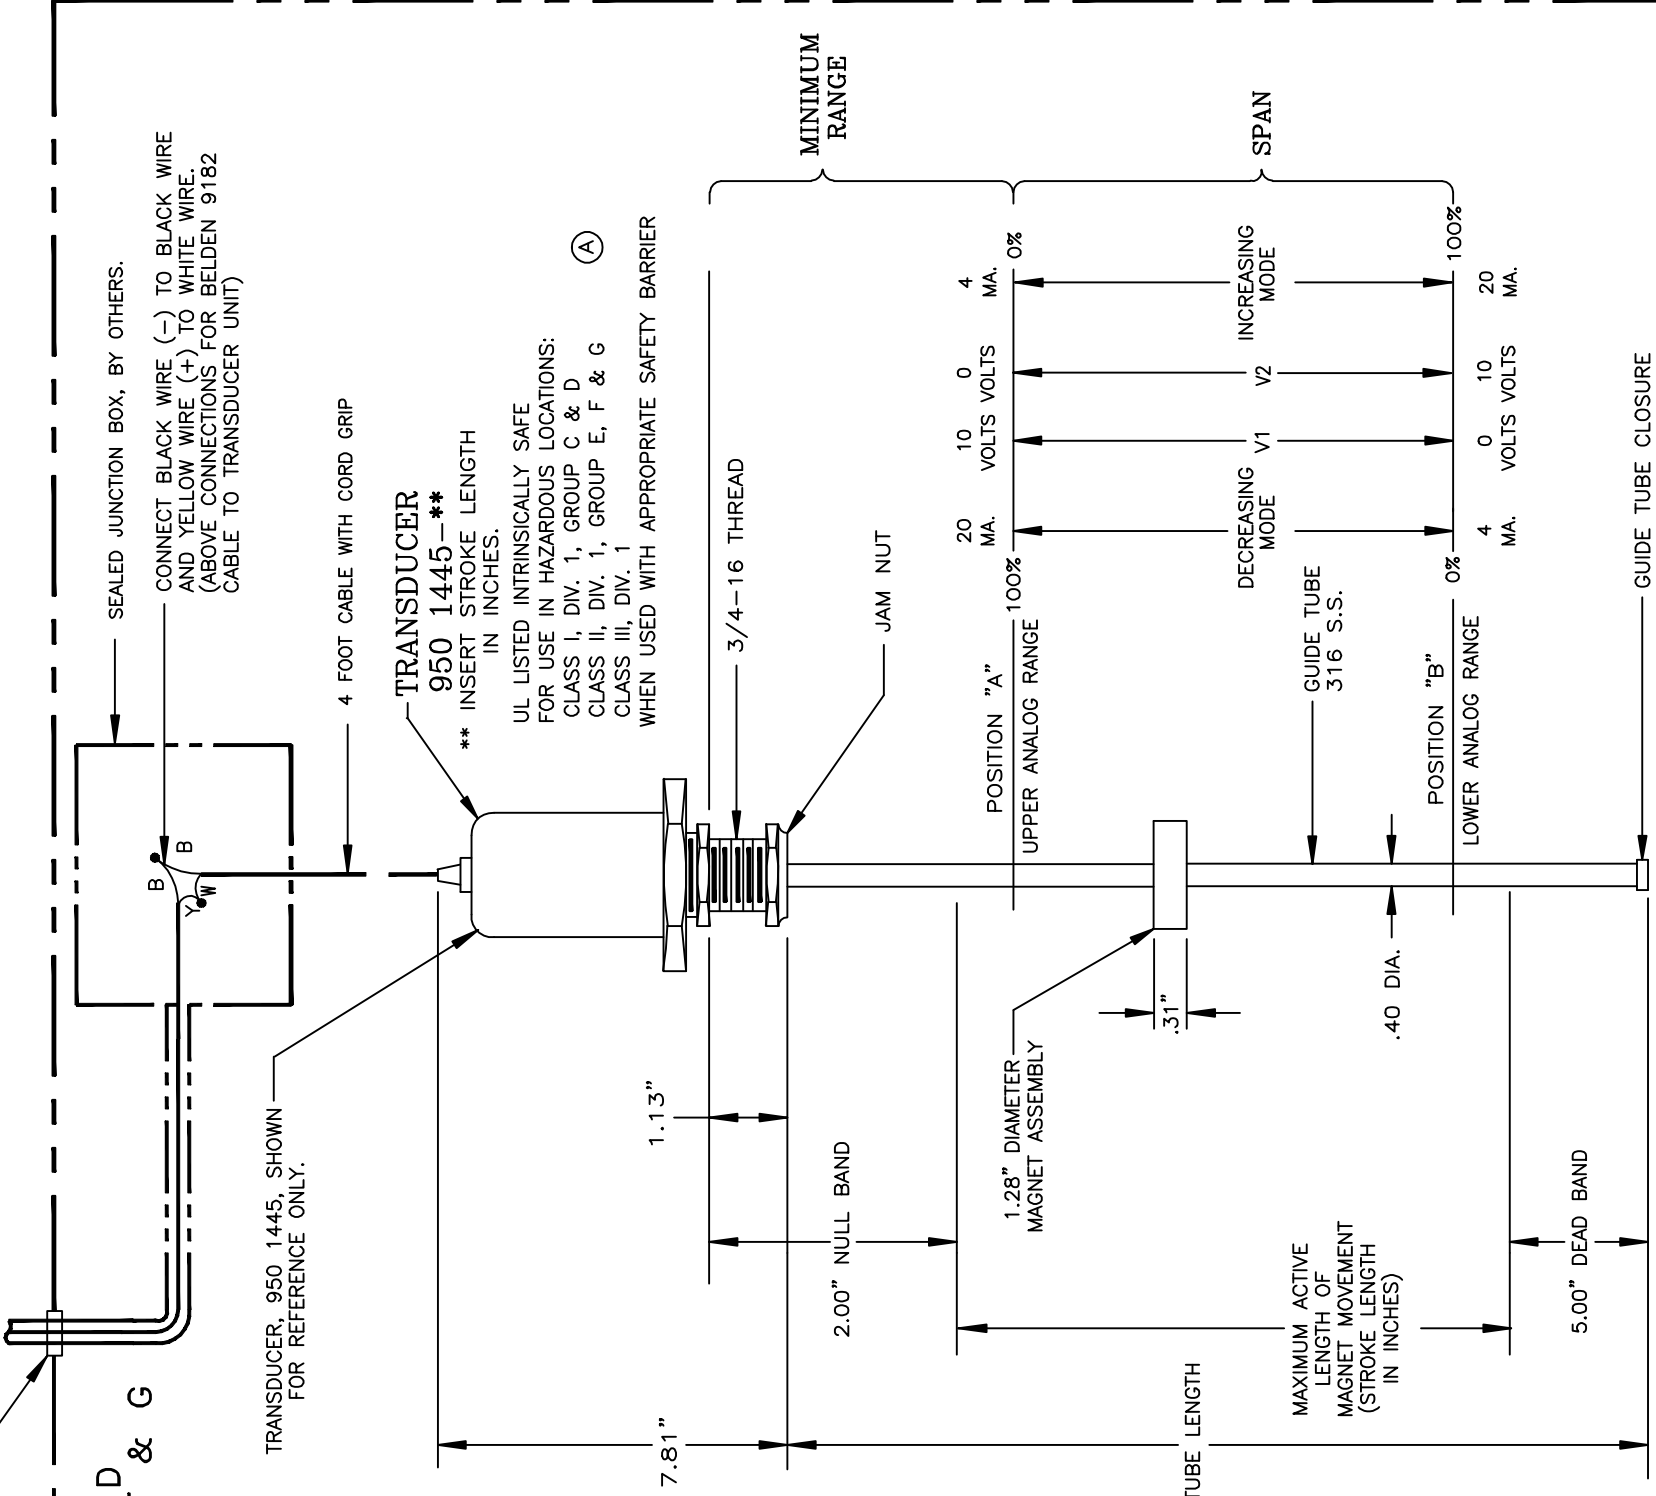 SEALED JUNCTION BOX, BY OTHERS.
CONNECT BLACK WIRE (−) TO BLACK WIRE
AND YELLOW WIRE (+) TO WHITE WIRE.
(ABOVE CONNECTIONS FOR BELDEN 9182
CABLE TO TRANSDUCER UNIT)
B
B
Y
W
4 FOOT CABLE WITH CORD GRIP
TRANSDUCER
950 1445-**
** INSERT STROKE LENGTH
IN INCHES.
UL LISTED INTRINSICALLY SAFE
FOR USE IN HAZARDOUS LOCATIONS:
CLASS I, DIV. 1, GROUP C & D
CLASS II, DIV. 1, GROUP E, F & G
CLASS III, DIV. 1
WHEN USED WITH APPROPRIATE SAFETY BARRIER
A
3/4-16 THREAD
JAM NUT
MINIMUM
RANGE
SPAN
POSITION "A"
UPPER ANALOG RANGE
100%
0%
20
MA.
10
VOLTS
0
VOLTS
4
MA.
DECREASING
MODE
V1
V2
INCREASING
MODE
POSITION "B"
LOWER ANALOG RANGE
0%
100%
4
MA.
0
VOLTS
10
VOLTS
20
MA.
GUIDE TUBE
316 S.S.
GUIDE TUBE CLOSURE
TRANSDUCER, 950 1445, SHOWN
FOR REFERENCE ONLY.
D
& G
1.13"
7.81"
2.00" NULL BAND
1.28" DIAMETER
MAGNET ASSEMBLY
.31"
.40 DIA.
TUBE LENGTH
MAXIMUM ACTIVE
LENGTH OF
MAGNET MOVEMENT
(STROKE LENGTH
IN INCHES)
5.00" DEAD BAND